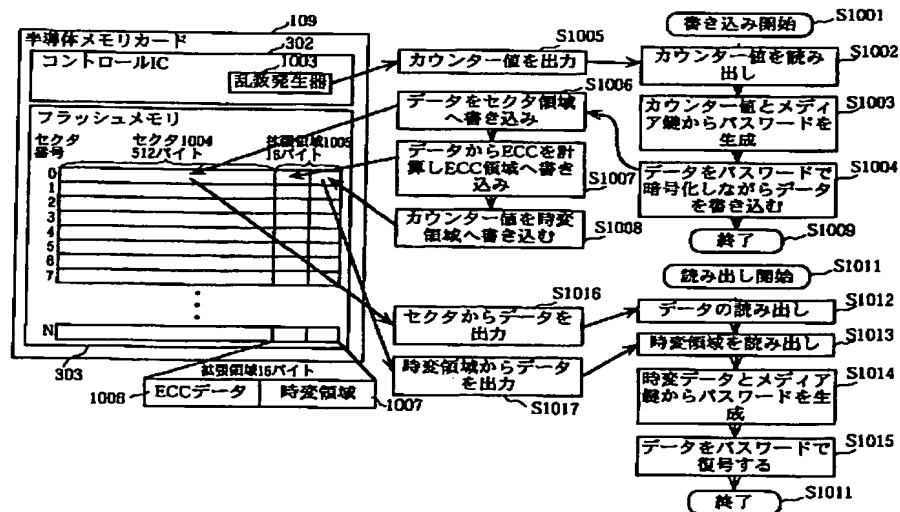 109
半導体メモリカード
302
コントロールIC
1003
乱数発生器
フラッシュメモリ
セクタ
番号
セクタ1004
512バイト
拡張領域1005
16バイト
0
1
2
3
4
5
6
7
N
303
拡張領域16バイト
1006
ECCデータ
時変領域
1007
S1005
カウンター値を出力
S1006
データをセクタ領域
へ書き込み
データからECCを計
算しECC領域へ書き
込み
S1007
カウンター値を時変
領域へ書き込む
S1008
S1016
セクタからデータを
出力
時変領域からデータ
を出力
S1017
書き込み開始
S1001
S1002
カウンター値を読み
出し
S1003
カウンター値とメディ
ア鍵からパスワードを
生成
S1004
データをパスワードで
暗号化しながらデータ
を書き込む
S1009
終了
読み出し開始
S1011
S1012
データの読み出し
S1013
時変領域を読み出し
S1014
時変データとメディア
鍵からパスワードを生
成
S1015
データをパスワードで
復号する
S1011
終了